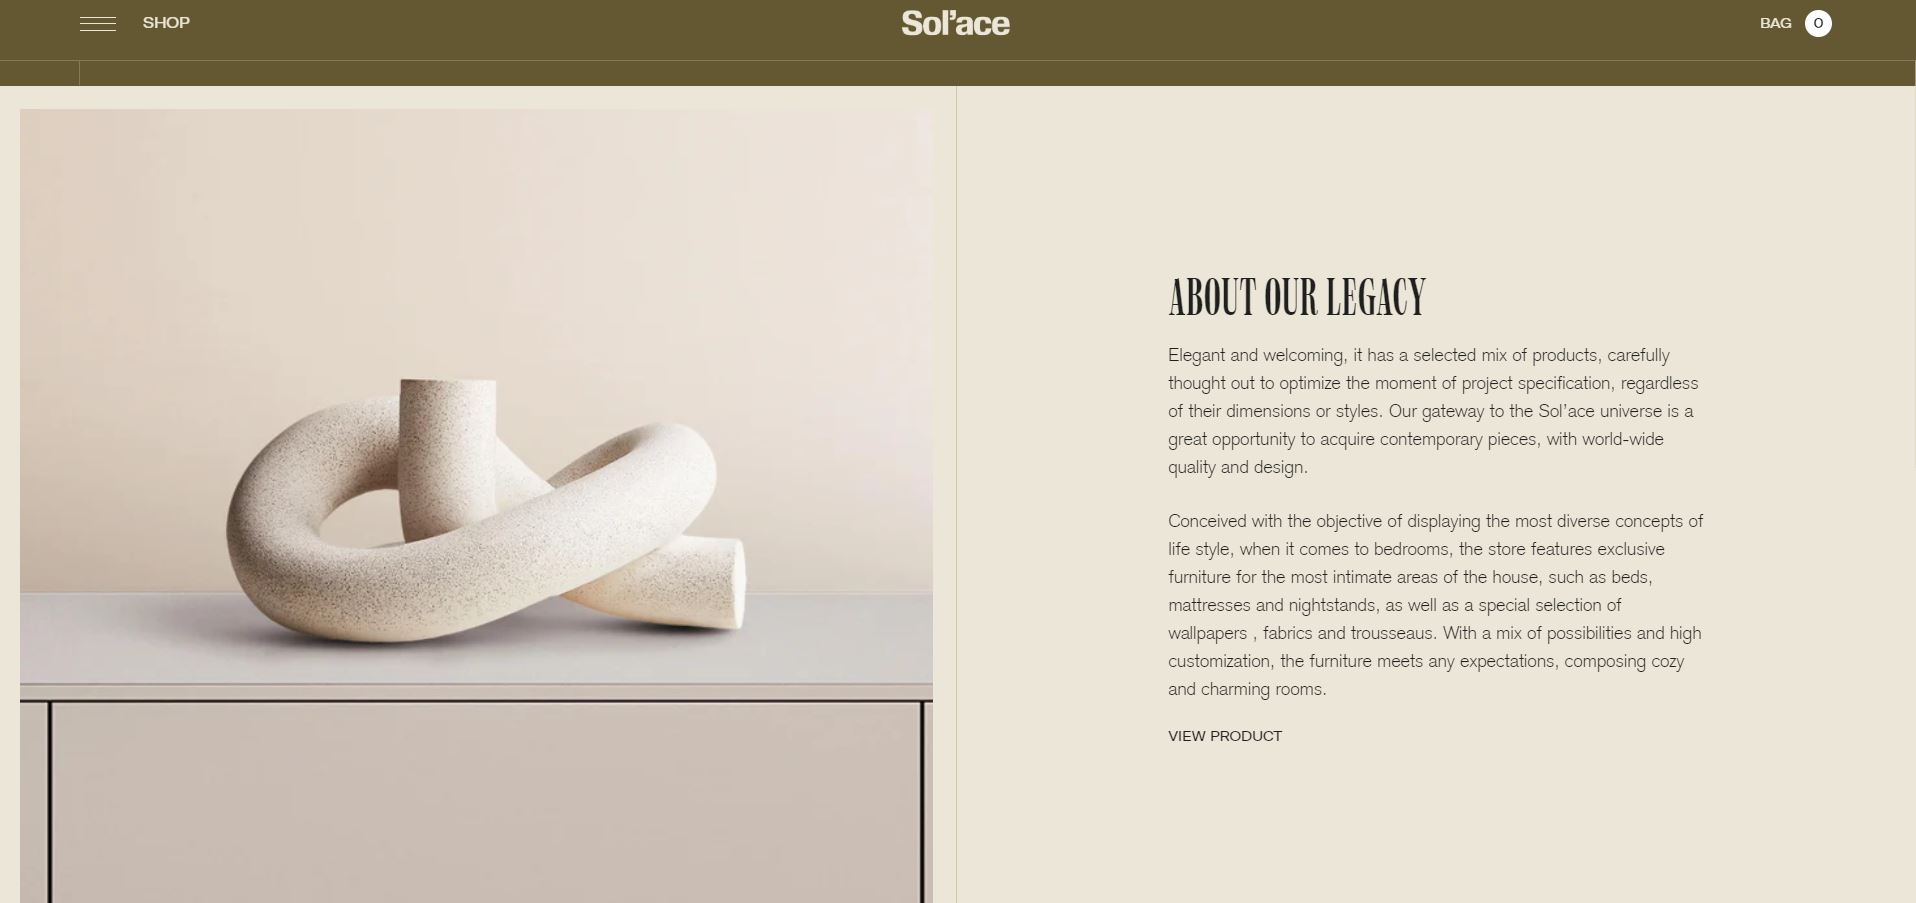 SHOP
Sol'ace
BAG 0
ABOUT OUR LEGACY
Elegant and welcoming, it has a selected mix of products, carefully
thought out to optimize the moment of project specification, regardless
of their dimensions or styles. Our gateway to the Sol'ace universe is a
great opportunity to acquire contemporary pieces, with world-wide
quality and design.
Conceived with the objective of displaying the most diverse concepts of
life style, when it comes to bedrooms, the store features exclusive
furniture for the most intimate areas of the house, such as beds,
mattresses and nightstands, as well as a special selection of
wallpapers , fabrics and trousseaus. With a mix of possibilities and high
customization, the furniture meets any expectations, composing cozy
and charming rooms.
VIEW PRODUCT